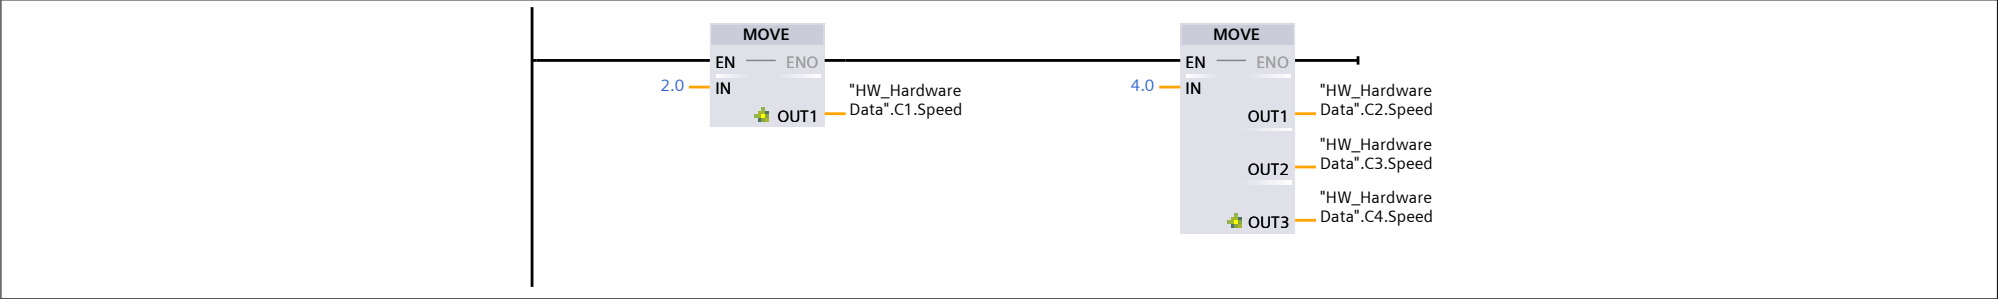 MOVE
EN
ENO
2.0
IN
OUT1
"HW_Hardware
Data".C1.Speed
MOVE
EN
ENO
4.0
IN
OUT1
"HW_Hardware
Data".C2.Speed
OUT2
"HW_Hardware
Data".C3.Speed
OUT3
"HW_Hardware
Data".C4.Speed